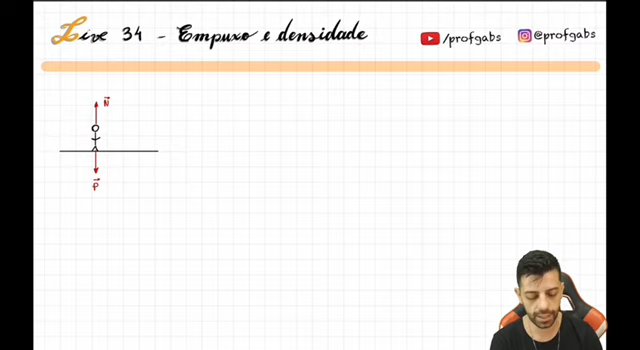 Live 34 - Empuxo e densidade
/profgabs
@profgabs
N
P